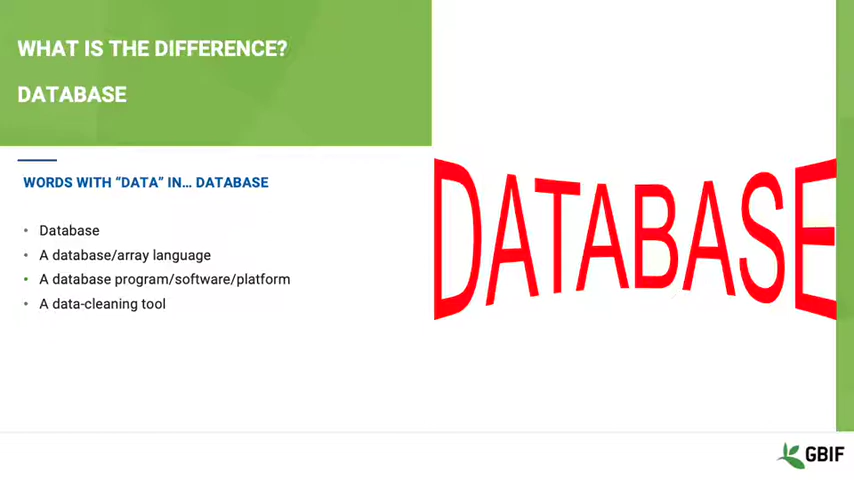 WHAT IS THE DIFFERENCE?
DATABASE
WORDS WITH “DATA” IN... DATABASE
• Database
• A database/array language
• A database program/software/platform
• A data-cleaning tool
DATABASE
GBIF